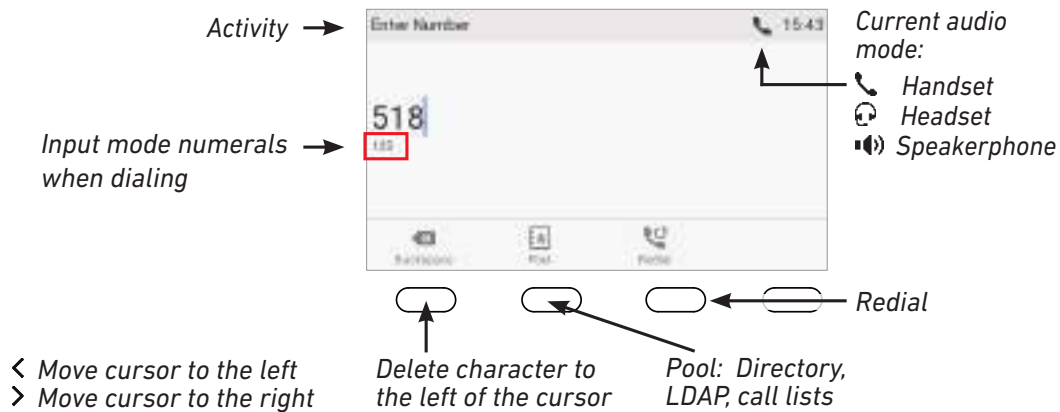 Activity
Enter Number
15:43
Current audio
mode:
Handset
Headset
Speakerphone
518
123
Input mode numerals
when dialing
Backspace
Pool
Redial
Redial
< Move cursor to the left
> Move cursor to the right
Delete character to
the left of the cursor
Pool: Directory,
LDAP, call lists